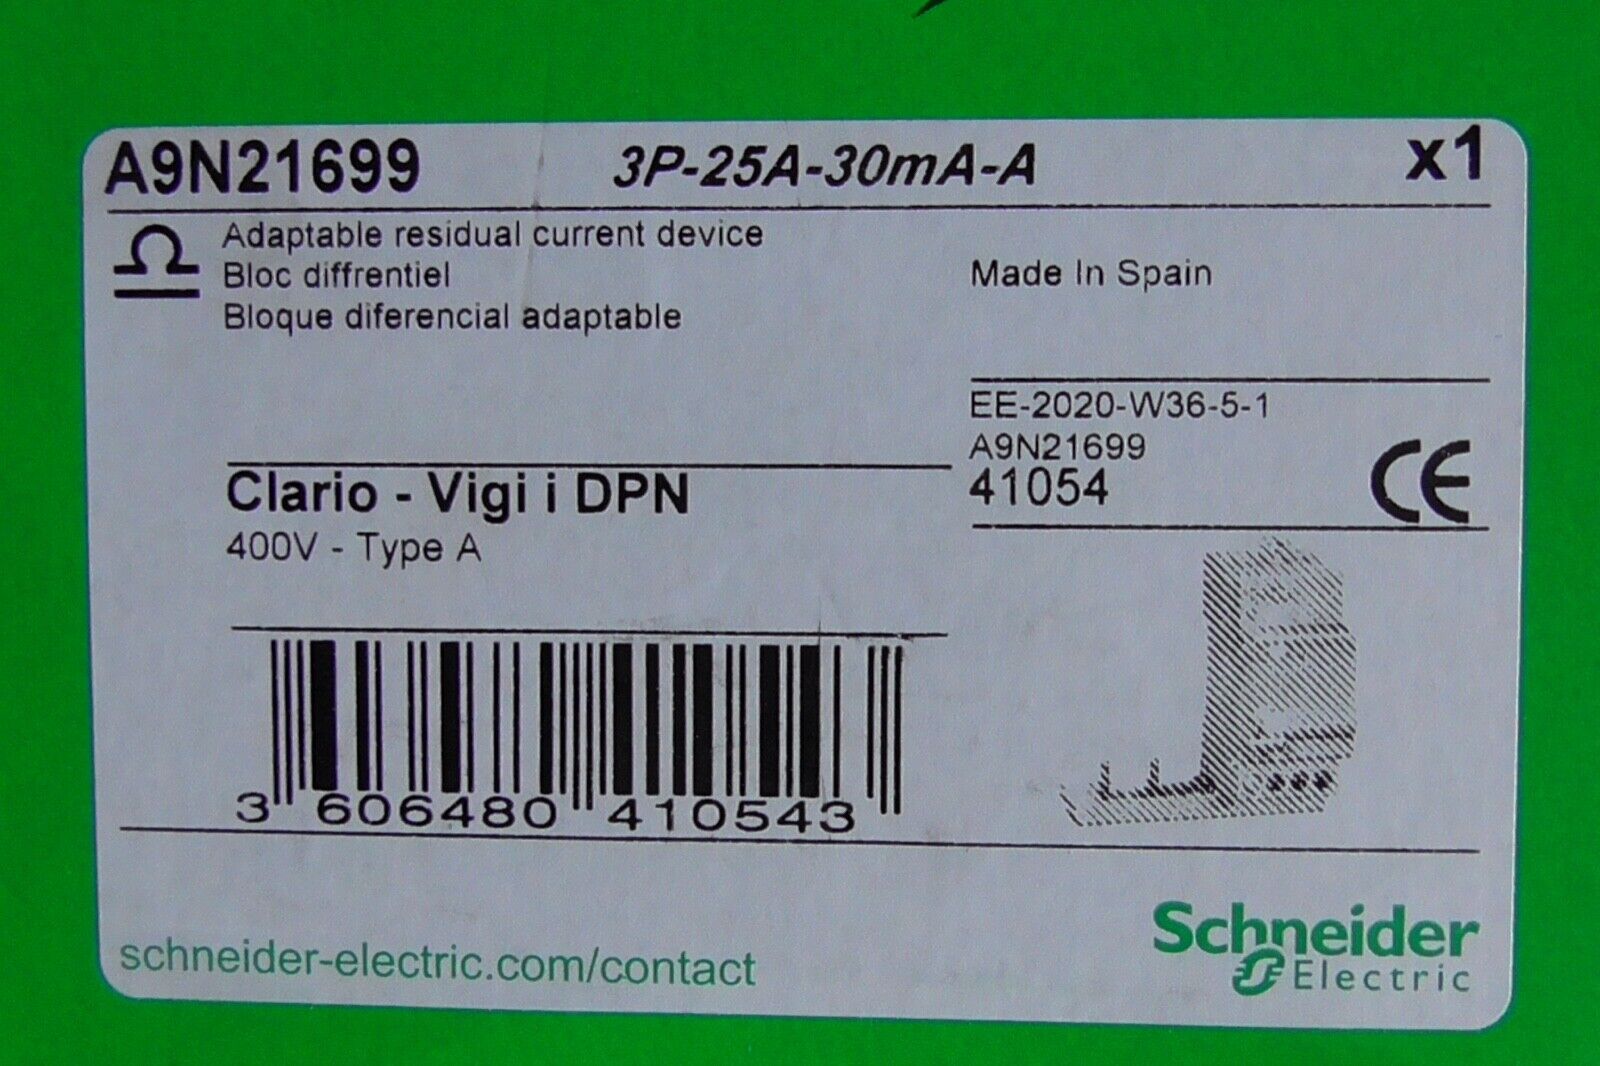 A9N21699 3P-25A-30mA-A x1
Adaptable residual current device
Bloc diffrentiel
Bloque diferencial adaptable
Made In Spain
EE-2020-W36-5-1
A9N21699
41054 CE
Clario - Vigi i DPN
400V - Type A
3 606480 410543
schneider-electric.com/contact
Schneider
Electric